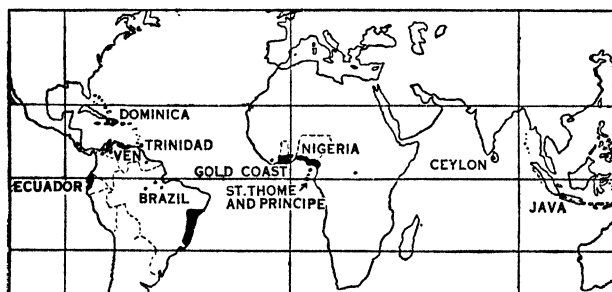 DOMINICA
TRINIDAD
VEN
NIGERIA
GOLD COAST
CEYLON
ECUADOR
BRAZIL
ST. THOME
AND PRINCIPE
JAVA